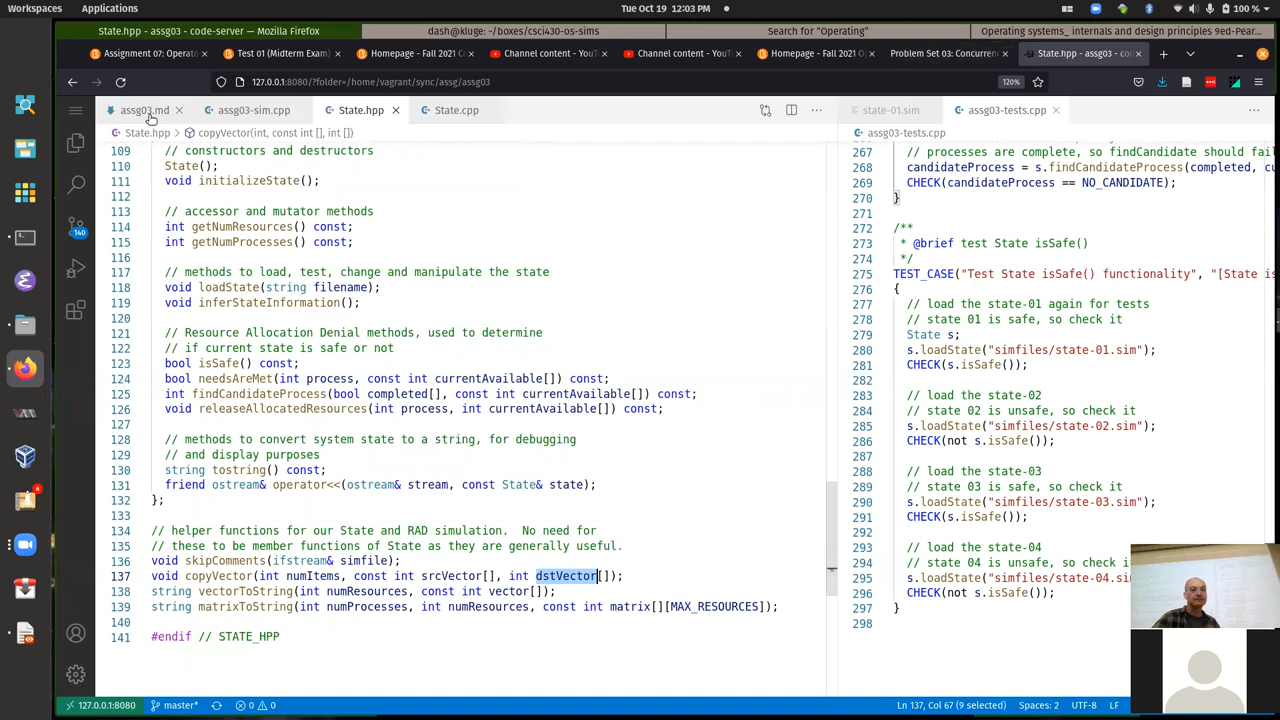 Workspaces Applications Tue Oct 19 12:03 PM 100 %
State.hpp - assg03 - code-server — Mozilla Firefox
dash@kluge: ~/boxes/csci430-os-sims
Search for "Operating"
Operating systems_ internals and design principles 9ed-Pear
Assignment 07: Operato
Test 01 (Midterm Exam)
Homepage - Fall 2021 C
Channel content - YouT
Channel content - YouT
Homepage - Fall 2021 O
Problem Set 03: Concurren
State.hpp - assg03 - cod
127.0.0.1:8080/?folder=/home/vagrant/sync/assg/assg03
120%
assg03.md
assg03-sim.cpp
State.hpp
State.cpp
State.hpp > copyVector(int, const int [], int [])
109 // constructors and destructors
110 State();
111 void initializeState();
112
113 // accessor and mutator methods
114 int getNumResources() const;
115 int getNumProcesses() const;
116
117 // methods to load, test, change and manipulate the state
118 void loadState(string filename);
119 void inferStateInformation();
120
121 // Resource Allocation Denial methods, used to determine
122 // if current state is safe or not
123 bool isSafe() const;
124 bool needsAreMet(int process, const int currentAvailable[]) const;
125 int findCandidateProcess(bool completed[], const int currentAvailable[]) const;
126 void releaseAllocatedResources(int process, int currentAvailable[]) const;
127
128 // methods to convert system state to a string, for debugging
129 // and display purposes
130 string tostring() const;
131 friend ostream& operator<<(ostream& stream, const State& state);
132 };
133
134 // helper functions for our State and RAD simulation.  No need for
135 // these to be member functions of State as they are generally useful.
136 void skipComments(ifstream& simfile);
137 void copyVector(int numItems, const int srcVector[], int dstVector[]);
138 string vectorToString(int numResources, const int vector[]);
139 string matrixToString(int numProcesses, int numResources, const int matrix[][MAX_RESOURCES]);
140
141 #endif // STATE_HPP
140
state-01.sim
assg03-tests.cpp
assg03-tests.cpp
267 // processes are complete, so findCandidate should fail
268 candidateProcess = s.findCandidateProcess(completed, cu
269 CHECK(candidateProcess == NO_CANDIDATE);
270 }
271
272 /**
273 * @brief test State isSafe()
274 */
275 TEST_CASE("Test State isSafe() functionality", "[State is
276 {
277 // load the state-01 again for tests
278 // state 01 is safe, so check it
279 State s;
280 s.loadState("simfiles/state-01.sim");
281 CHECK(s.isSafe());
282
283 // load the state-02
284 // state 02 is unsafe, so check it
285 s.loadState("simfiles/state-02.sim");
286 CHECK(not s.isSafe());
287
288 // load the state-03
289 // state 03 is safe, so check it
290 s.loadState("simfiles/state-03.sim");
291 CHECK(s.isSafe());
292
293 // load the state-04
294 // state 04 is unsafe, so
295 s.loadState("simfiles/state-04.
296 CHECK(not s.isSafe());
297 }
298
127.0.0.1:8080 master* 0 0 Ln 137, Col 67 (9 selected) Spaces: 2 UTF-8 LF